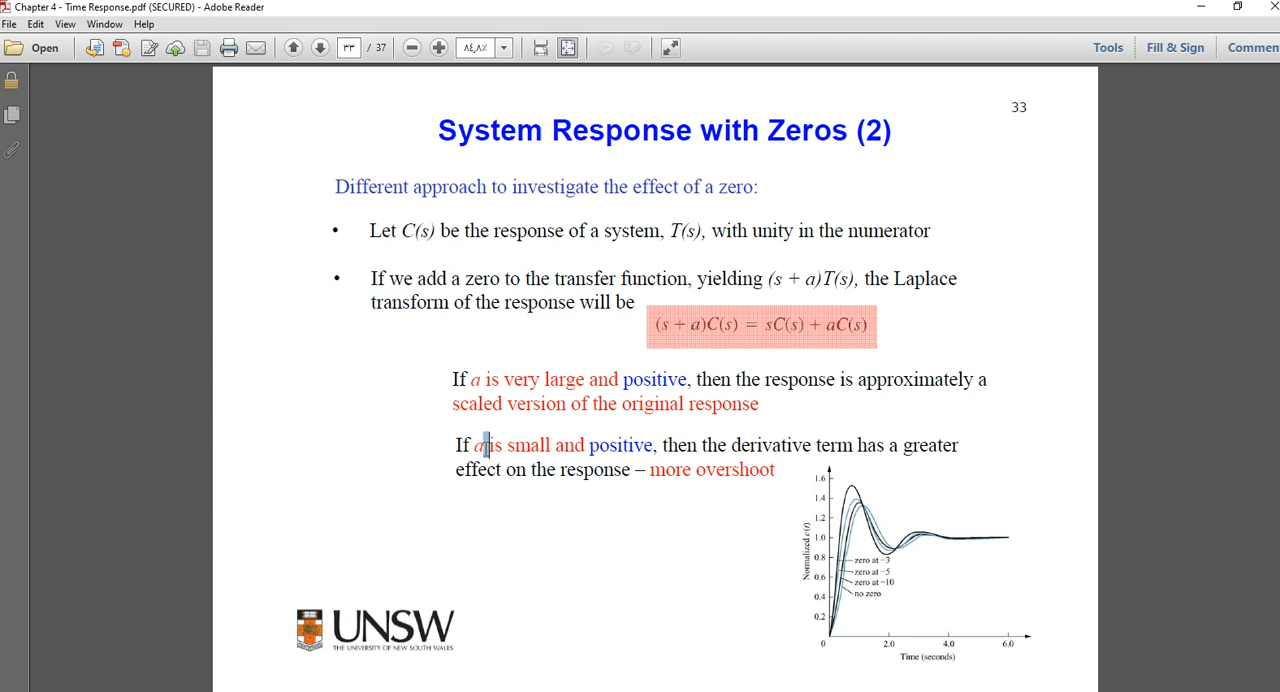 Chapter 4 - Time Response.pdf (SECURED) - Adobe Reader
File Edit View Window Help
Open ٣٣ / 37 ٨٤,٨٪ Tools Fill & Sign Commen
33
System Response with Zeros (2)
Different approach to investigate the effect of a zero:
• Let C(s) be the response of a system, T(s), with unity in the numerator
• If we add a zero to the transfer function, yielding (s + a)T(s), the Laplace
transform of the response will be
(s + a)C(s) = sC(s) + aC(s)
If a is very large and positive, then the response is approximately a
scaled version of the original response
If a is small and positive, then the derivative term has a greater
effect on the response – more overshoot
1.6
1.4
1.2
1.0
0.8
0.6
0.4
0.2
0 2.0 4.0 6.0
Normalized c(t)
zero at −3
zero at −5
zero at −10
no zero
Time (seconds)
UNSW
THE UNIVERSITY OF NEW SOUTH WALES